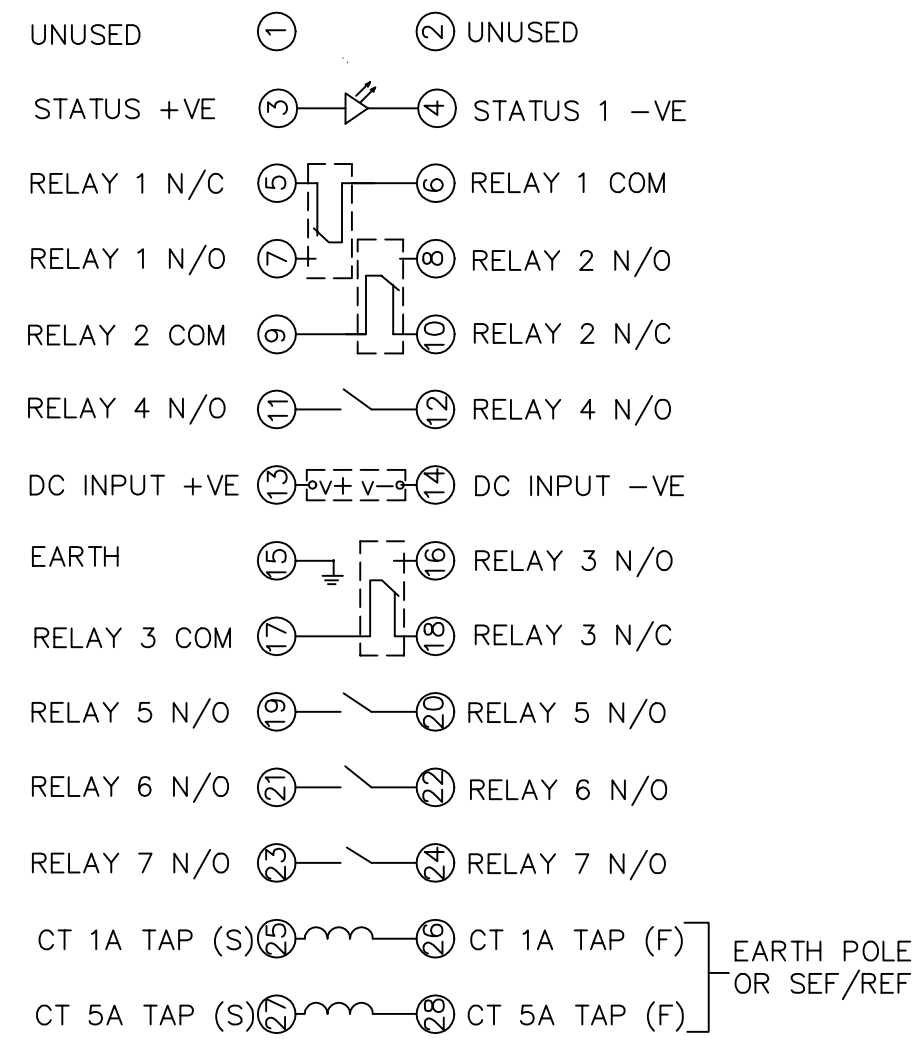 UNUSED 1 2 UNUSED
STATUS +VE 3 4 STATUS 1 −VE
RELAY 1 N/C 5 6 RELAY 1 COM
RELAY 1 N/O 7 8 RELAY 2 N/O
RELAY 2 COM 9 10 RELAY 2 N/C
RELAY 4 N/O 11 12 RELAY 4 N/O
DC INPUT +VE 13 V+ V− 14 DC INPUT −VE
EARTH 15 16 RELAY 3 N/O
RELAY 3 COM 17 18 RELAY 3 N/C
RELAY 5 N/O 19 20 RELAY 5 N/O
RELAY 6 N/O 21 22 RELAY 6 N/O
RELAY 7 N/O 23 24 RELAY 7 N/O
CT 1A TAP (S) 25 26 CT 1A TAP (F)
EARTH POLE
OR SEF/REF
CT 5A TAP (S) 27 28 CT 5A TAP (F)